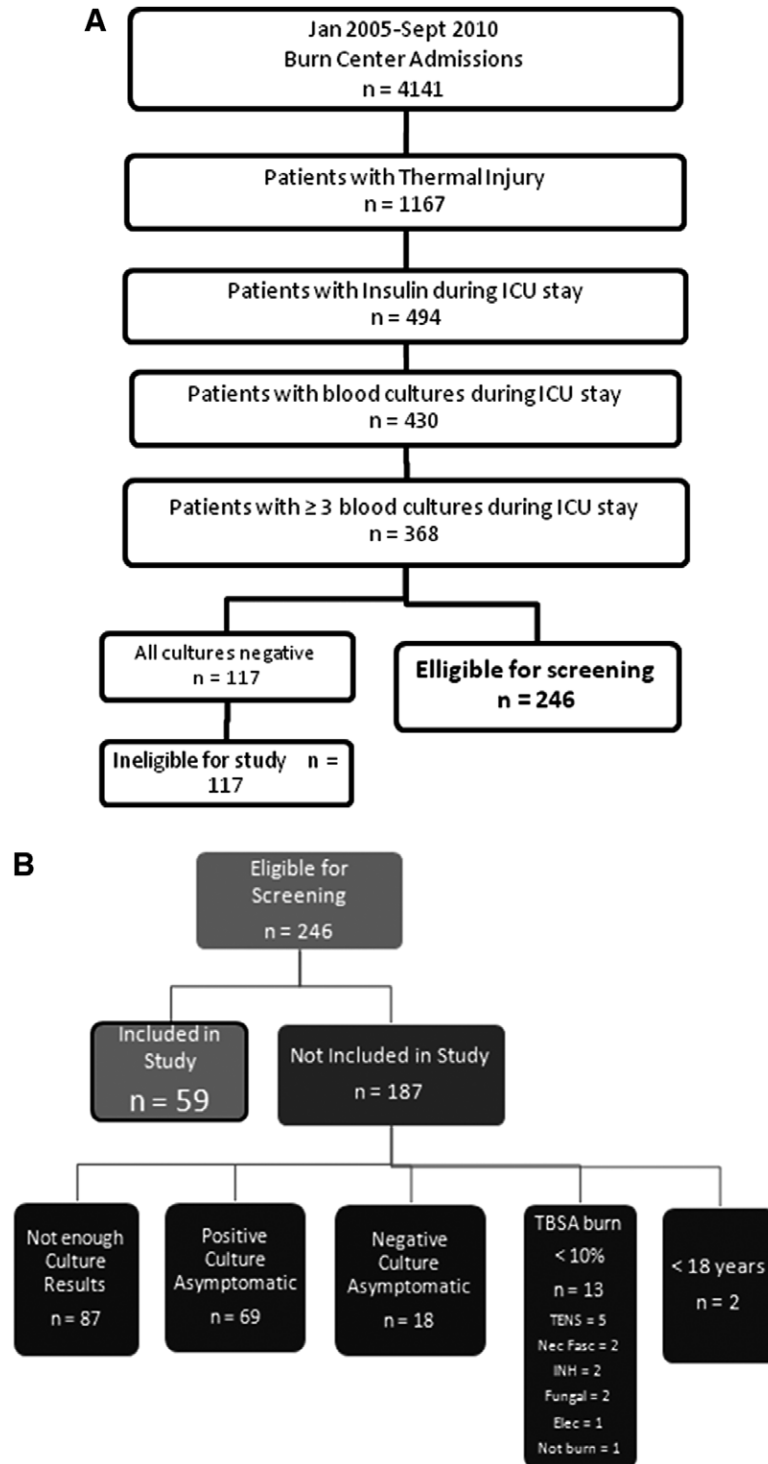 A
Jan 2005-Sept 2010
Burn Center Admissions
n = 4141
Patients with Thermal Injury
n = 1167
Patients with Insulin during ICU stay
n = 494
Patients with blood cultures during ICU stay
n = 430
Patients with ≥ 3 blood cultures during ICU stay
n = 368
All cultures negative
n = 117
Elligible for screening
n = 246
Ineligible for study n =
117
B
Eligible for
Screening
n = 246
Included in
Study
n = 59
Not Included in Study
n = 187
Not enough
Culture
Results
n = 87
Positive
Culture
Asymptomatic
n = 69
Negative
Culture
Asymptomatic
n = 18
TBSA burn
< 10%
n = 13
TENS = 5
Nec Fasc = 2
INH = 2
Fungal = 2
Elec = 1
Not burn = 1
< 18 years
n = 2